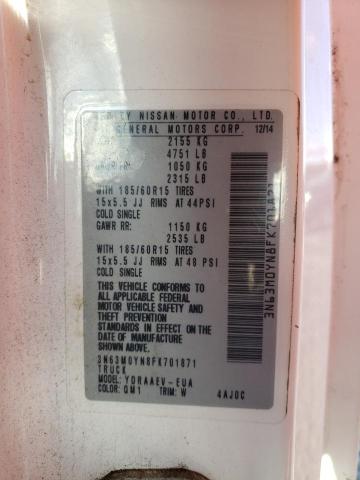 BY NISSAN MOTOR CO., LTD.
GENERAL MOTORS CORP. 12/14
2155 KG
4751 LB
GAWR FR: 1050 KG
2315 LB
WITH 185/60R15 TIRES
15x5.5 JJ RIMS AT 44PSI
COLD SINGLE
GAWR RR: 1150 KG
2535 LB
WITH 185/60R15 TIRES
15x5.5 JJ RIMS AT 48 PSI
COLD SINGLE
THIS VEHICLE CONFORMS TO
ALL APPLICABLE FEDERAL
MOTOR VEHICLE SAFETY AND
THEFT PREVENTION
STANDARDS IN EFFECT ON THE
DATE OF MANUFACTURE
SHOWN ABOVE.
3N63M0YN8FK701871
TRUCK
MODEL: YDRAAEV-EUA
COLOR: QM1 TRIM: W 4AJ0C